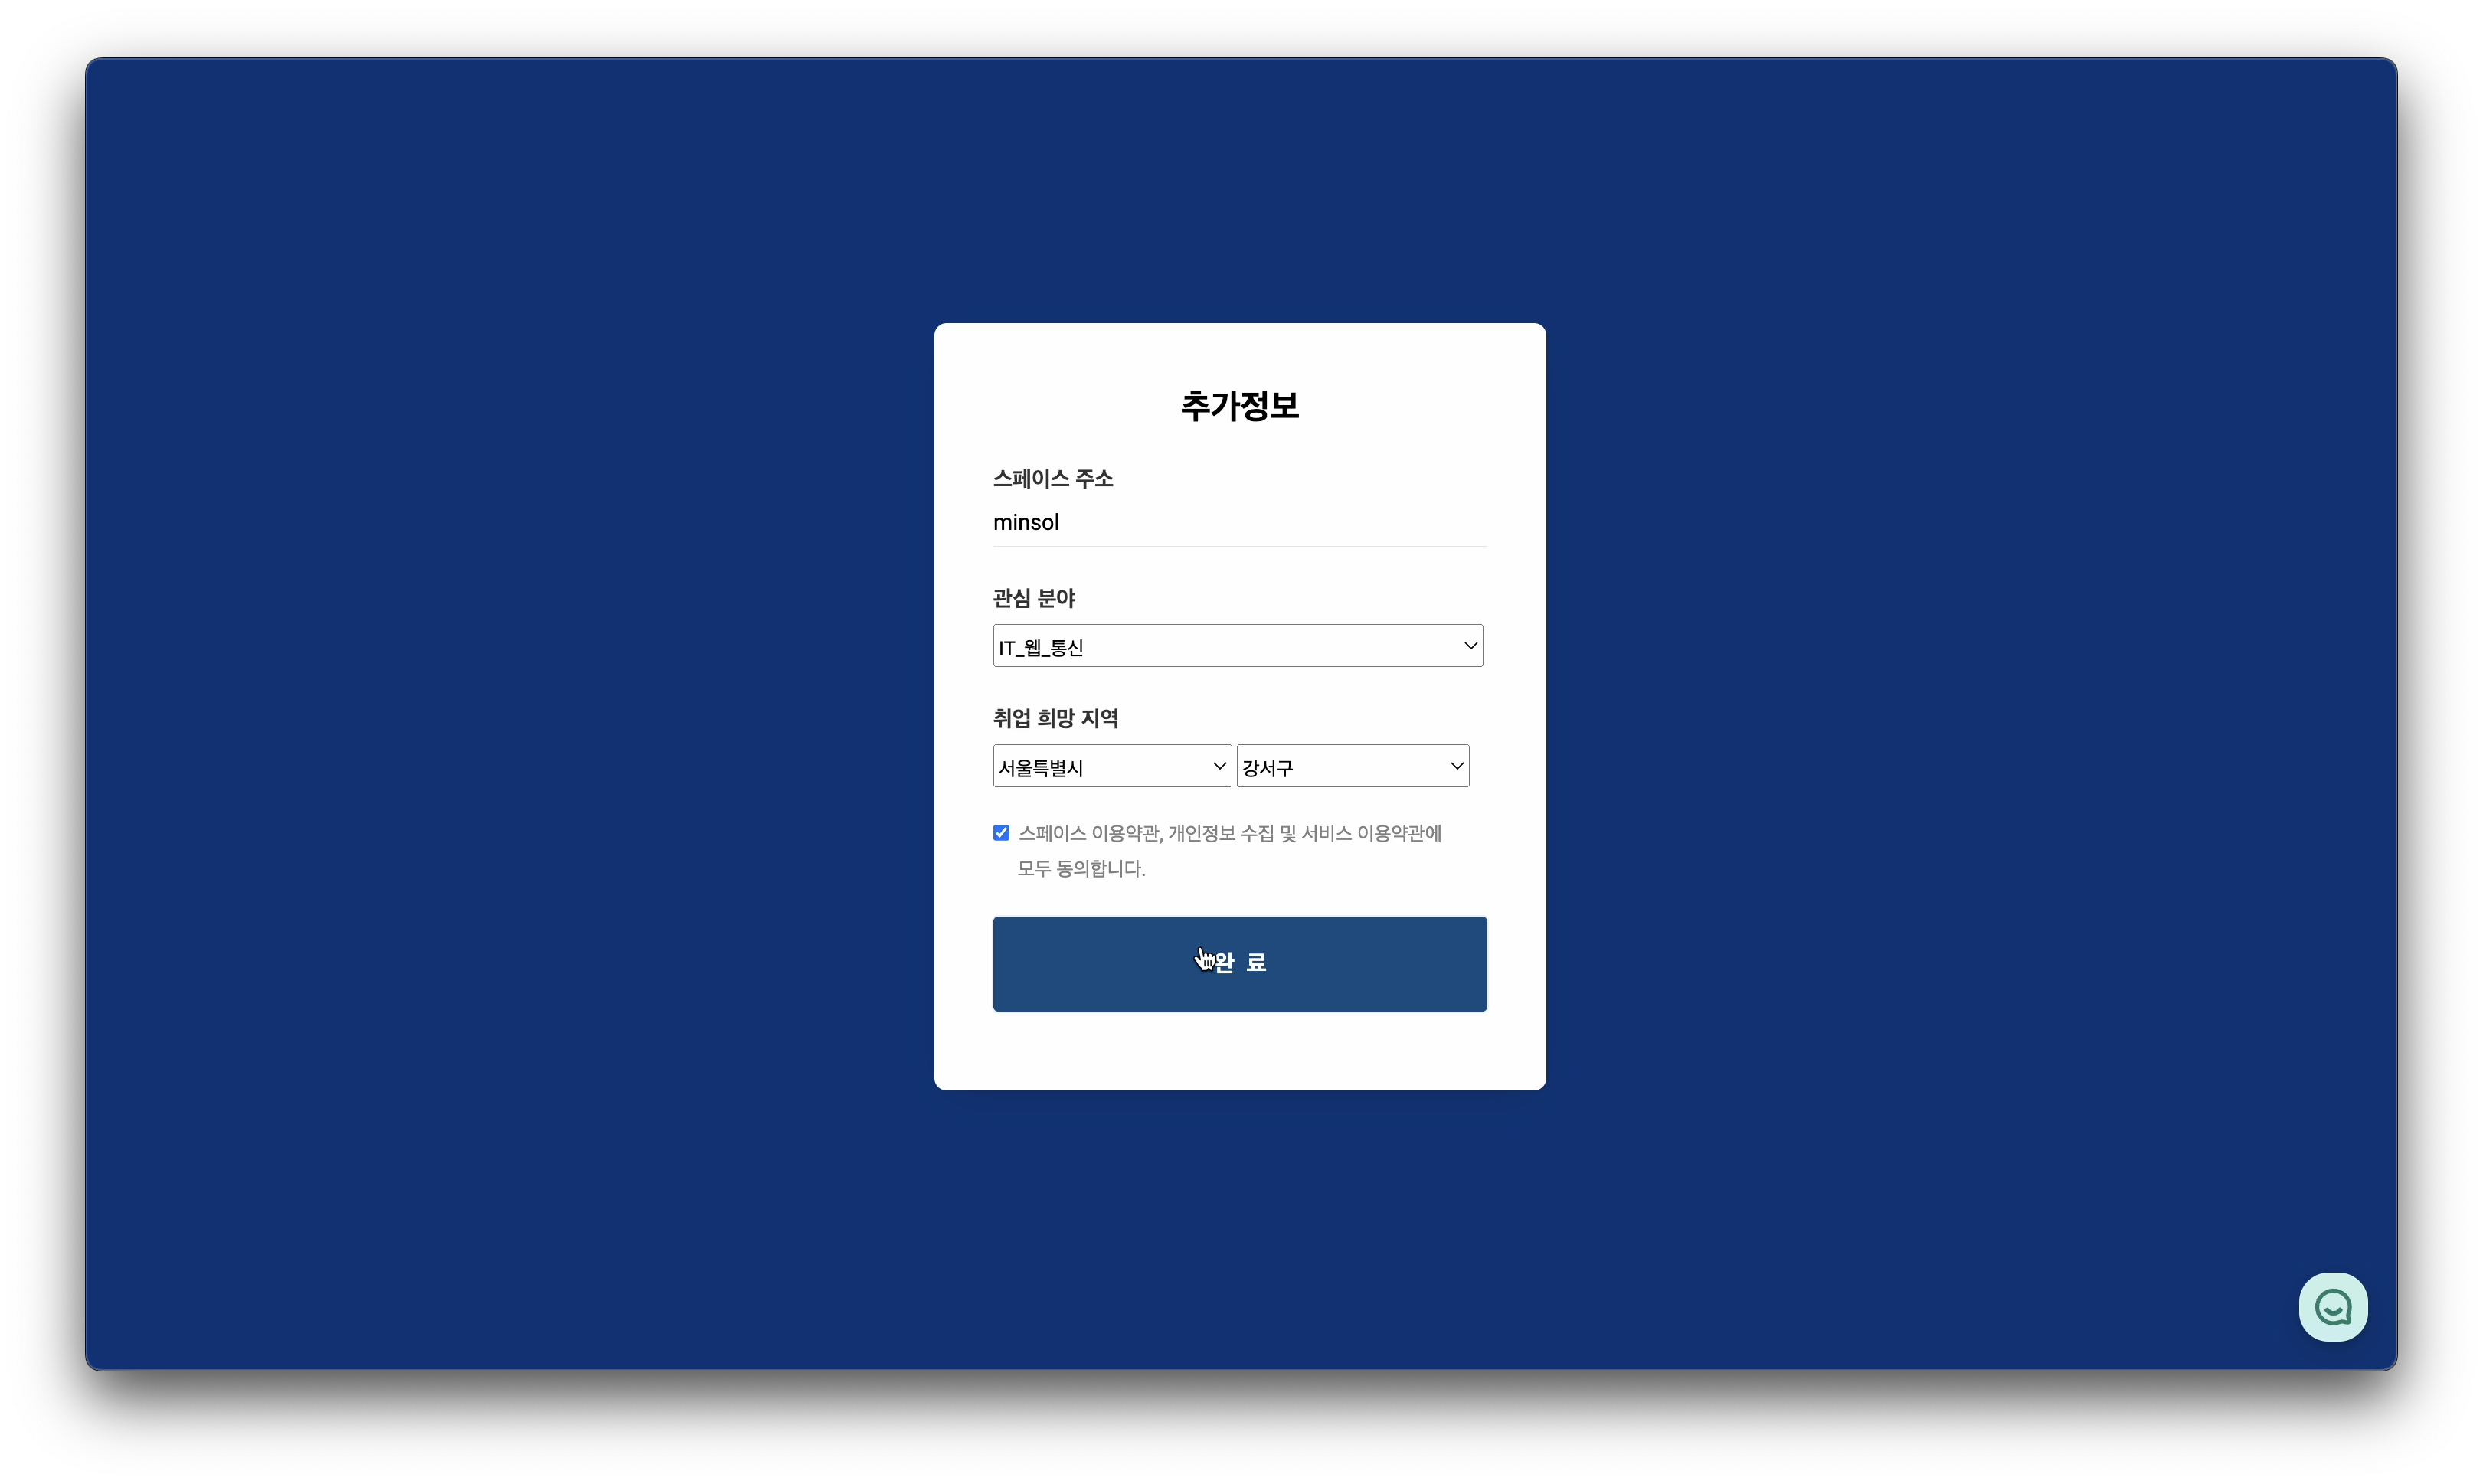 추가정보
스페이스 주소
minsol
관심 분야
IT_웹_통신
취업 희망 지역
서울특별시 강서구
스페이스 이용약관, 개인정보 수집 및 서비스 이용약관에
모두 동의합니다.
완 료